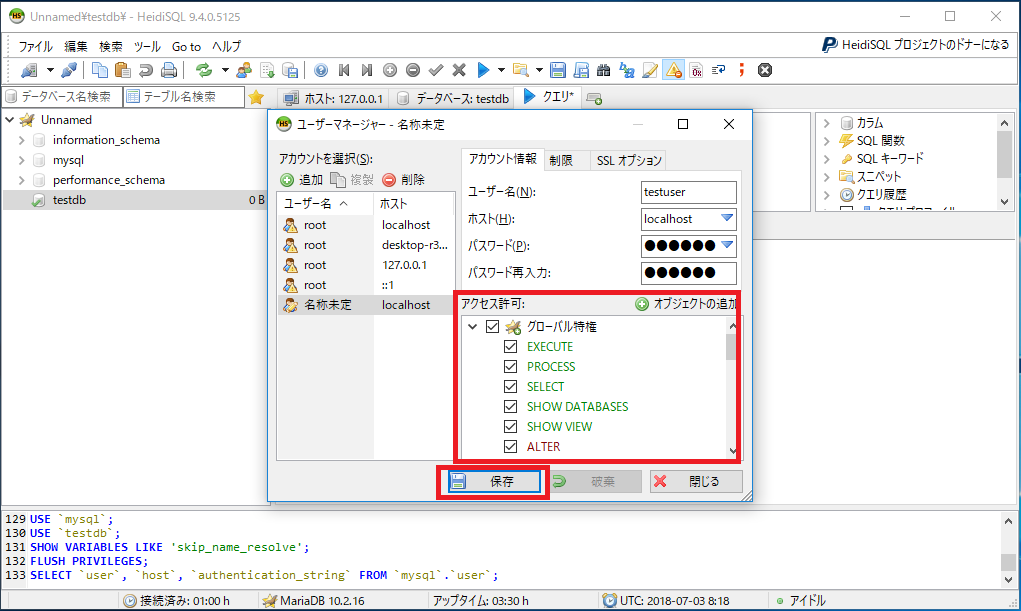 Unnamed¥testdb¥ - HeidiSQL 9.4.0.5125
ファイル 編集 検索 ツール Go to ヘルプ
HeidiSQL プロジェクトのドナーになる
データベース名検索 テーブル名検索
ホスト: 127.0.0.1 データベース: testdb クエリ*
Unnamed
information_schema
mysql
performance_schema
testdb 0 B
カラム
SQL 関数
SQL キーワード
スニペット
クエリ履歴
ユーザーマネージャー - 名称未定
アカウントを選択(S):
追加 複製 削除
ユーザー名 ホスト
root localhost
root desktop-r3...
root 127.0.0.1
root ::1
名称未定 localhost
アカウント情報 制限 SSL オプション
ユーザー名(N): testuser
ホスト(H): localhost
パスワード(P): ●●●●●●
パスワード再入力: ●●●●●●
アクセス許可: オブジェクトの追加
グローバル特権
EXECUTE
PROCESS
SELECT
SHOW DATABASES
SHOW VIEW
ALTER
保存 破棄 閉じる
129 USE `mysql`;
130 USE `testdb`;
131 SHOW VARIABLES LIKE 'skip_name_resolve';
132 FLUSH PRIVILEGES;
133 SELECT `user`, `host`, `authentication_string` FROM `mysql`.`user`;
接続済み: 01:00 h MariaDB 10.2.16 アップタイム: 03:30 h UTC: 2018-07-03 8:18 アイドル